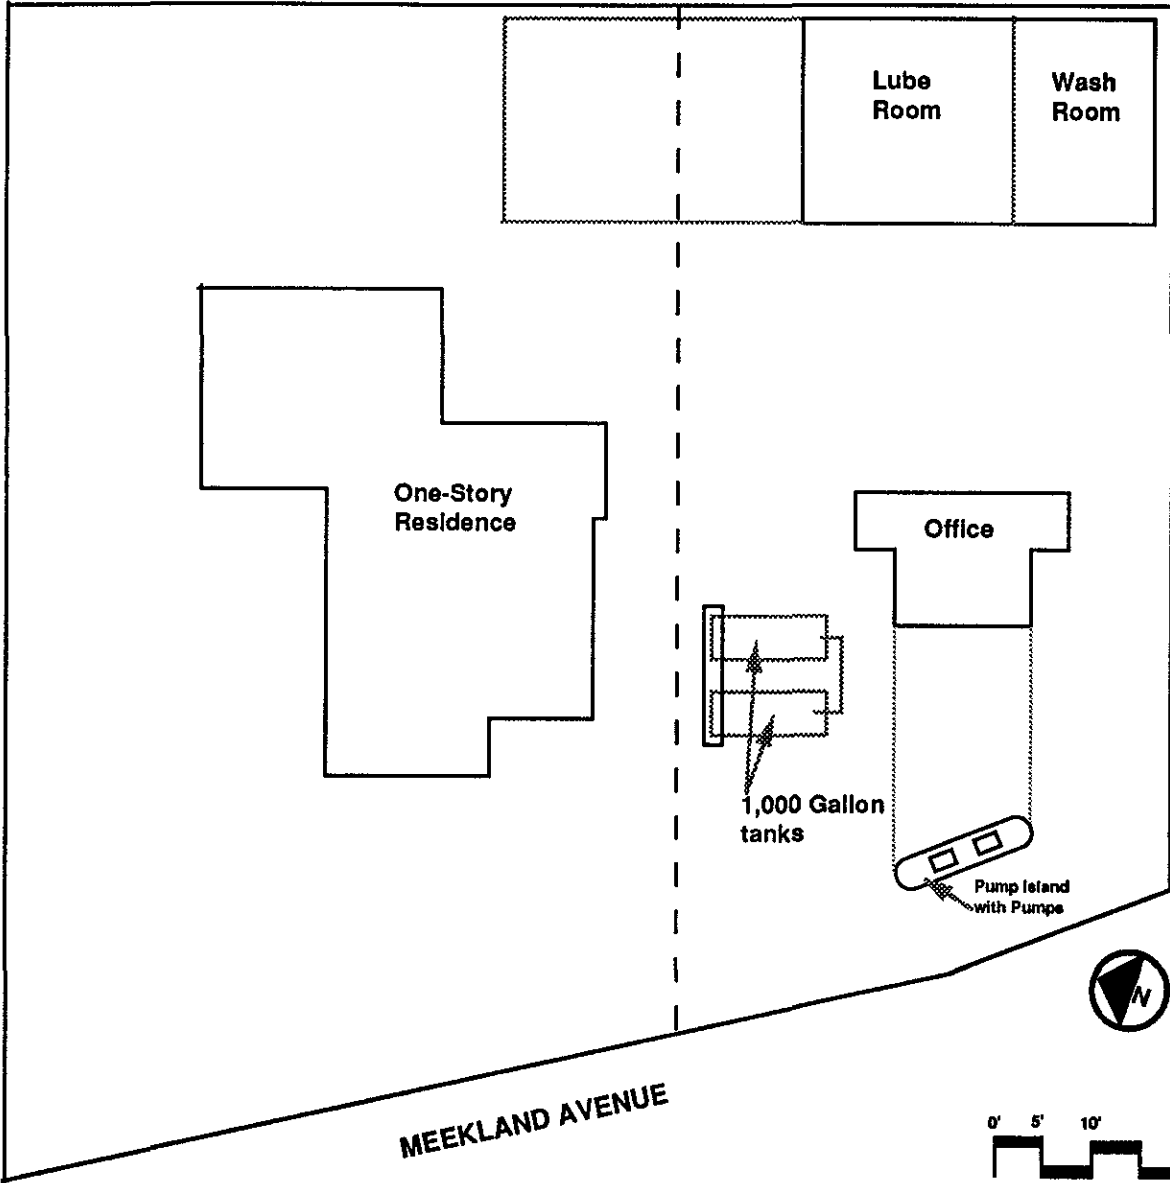 Lube
Room
Wash
Room
One-Story
Residence
Office
1,000 Gallon
tanks
Pump Island
with Pumps
N
MEEKLAND AVENUE
0' 5' 10'